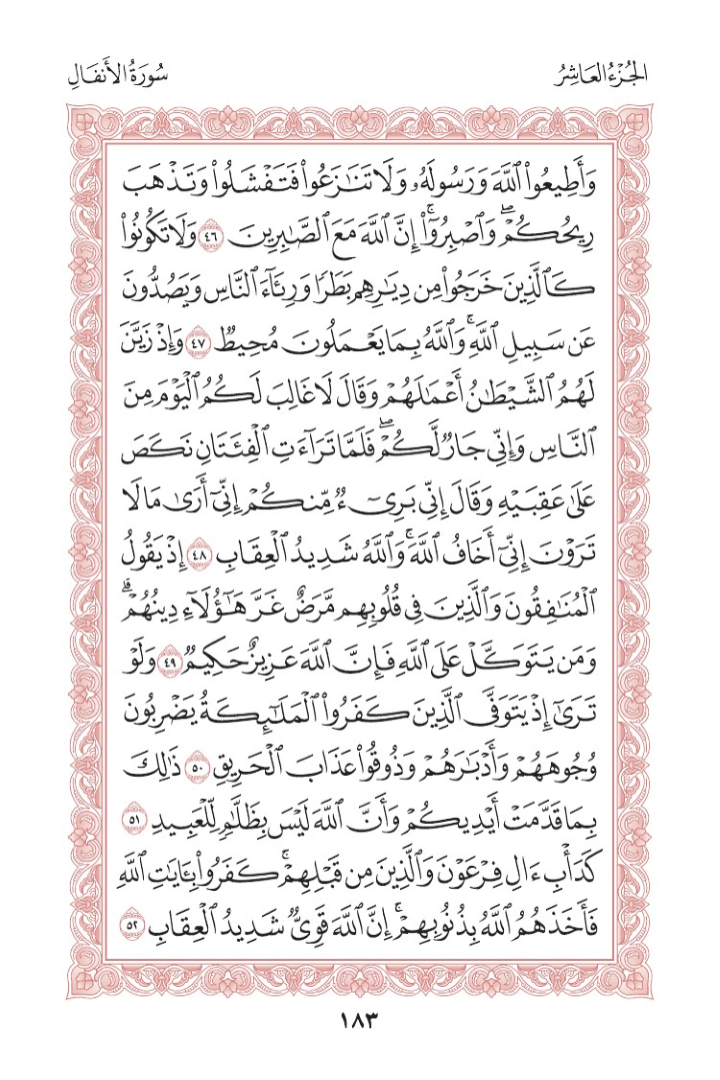 الجُزْءُ العَاشِرُ
سُورَةُ الأَنفَالِ
وَأَطِيعُوا۟ ٱللَّهَ وَرَسُولَهُۥ وَلَا تَنَٰزَعُوا۟ فَتَفْشَلُوا۟ وَتَذْهَبَ
رِيحُكُمْۖ وَٱصْبِرُوٓا۟ۚ إِنَّ ٱللَّهَ مَعَ ٱلصَّٰبِرِينَ ٤٦ وَلَا تَكُونُوا۟
كَٱلَّذِينَ خَرَجُوا۟ مِن دِيَٰرِهِم بَطَرًا وَرِئَآءَ ٱلنَّاسِ وَيَصُدُّونَ
عَن سَبِيلِ ٱللَّهِۚ وَٱللَّهُ بِمَا يَعْمَلُونَ مُحِيطٌ ٤٧ وَإِذْ زَيَّنَ
لَهُمُ ٱلشَّيْطَٰنُ أَعْمَٰلَهُمْ وَقَالَ لَا غَالِبَ لَكُمُ ٱلْيَوْمَ مِنَ
ٱلنَّاسِ وَإِنِّي جَارٌ لَّكُمْۖ فَلَمَّا تَرَآءَتِ ٱلْفِئَتَانِ نَكَصَ
عَلَىٰ عَقِبَيْهِ وَقَالَ إِنِّي بَرِيٓءٌ مِّنكُمْ إِنِّيٓ أَرَىٰ مَا لَا
تَرَوْنَ إِنِّيٓ أَخَافُ ٱللَّهَۚ وَٱللَّهُ شَدِيدُ ٱلْعِقَابِ ٤٨ إِذْ يَقُولُ
ٱلْمُنَٰفِقُونَ وَٱلَّذِينَ فِي قُلُوبِهِم مَّرَضٌ غَرَّ هَٰٓؤُلَآءِ دِينُهُمْۗ
وَمَن يَتَوَكَّلْ عَلَى ٱللَّهِ فَإِنَّ ٱللَّهَ عَزِيزٌ حَكِيمٌ ٤٩ وَلَوْ
تَرَىٰٓ إِذْ يَتَوَفَّى ٱلَّذِينَ كَفَرُوا۟ ٱلْمَلَٰٓئِكَةُ يَضْرِبُونَ
وُجُوهَهُمْ وَأَدْبَٰرَهُمْ وَذُوقُوا۟ عَذَابَ ٱلْحَرِيقِ ٥٠ ذَٰلِكَ
بِمَا قَدَّمَتْ أَيْدِيكُمْ وَأَنَّ ٱللَّهَ لَيْسَ بِظَلَّٰمٍ لِّلْعَبِيدِ ٥١
كَدَأْبِ ءَالِ فِرْعَوْنَ وَٱلَّذِينَ مِن قَبْلِهِمْۚ كَفَرُوا۟ بِـَٔايَٰتِ ٱللَّهِ
فَأَخَذَهُمُ ٱللَّهُ بِذُنُوبِهِمْۚ إِنَّ ٱللَّهَ قَوِيٌّ شَدِيدُ ٱلْعِقَابِ ٥٢
١٨٣